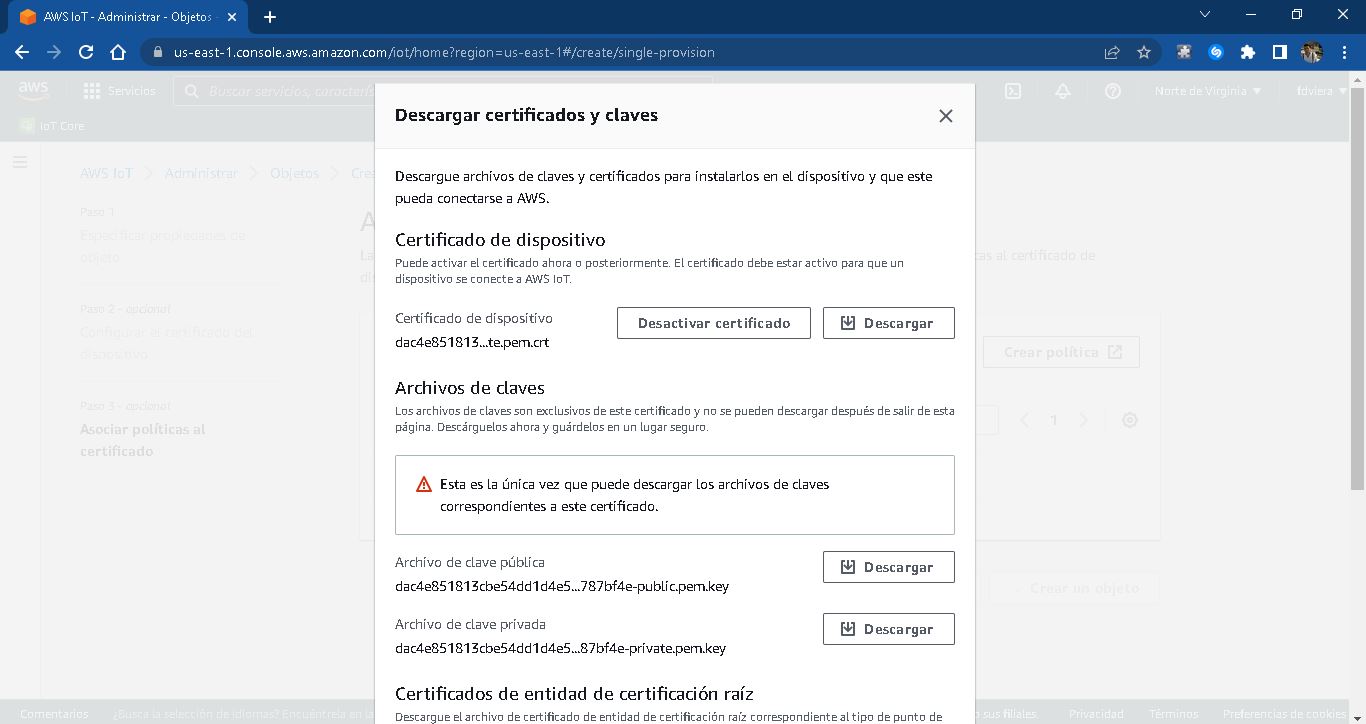 AWS IoT - Administrar - Objetos -
us-east-1.console.aws.amazon.com/iot/home?region=us-east-1#/create/single-provision
aws
Servicios
Buscar servicios, caracterí
Norte de Virginia
fdviera
IoT Core
AWS IoT
Administrar
Objetos
Crea
Paso 1
Especificar propiedades de
objeto
Paso 2 - opcional
Configurar el certificado del
dispositivo
Paso 3 - opcional
Asociar políticas al
certificado
A
La
di
as al certificado de
Crear política
1
Crear un objeto
Descargar certificados y claves
Descargue archivos de claves y certificados para instalarlos en el dispositivo y que este
pueda conectarse a AWS.
Certificado de dispositivo
Puede activar el certificado ahora o posteriormente. El certificado debe estar activo para que un
dispositivo se conecte a AWS IoT.
Certificado de dispositivo
dac4e851813...te.pem.crt
Desactivar certificado
Descargar
Archivos de claves
Los archivos de claves son exclusivos de este certificado y no se pueden descargar después de salir de esta
página. Descárguelos ahora y guárdelos en un lugar seguro.
Esta es la única vez que puede descargar los archivos de claves
correspondientes a este certificado.
Archivo de clave pública
dac4e851813cbe54dd1d4e5...787bf4e-public.pem.key
Descargar
Archivo de clave privada
dac4e851813cbe54dd1d4e5...87bf4e-private.pem.key
Descargar
Certificados de entidad de certificación raíz
Descargue el archivo de certificado de entidad de certificación raíz correspondiente al tipo de punto de
Comentarios
¿Busca la selección de idiomas? Encuéntrela en la
o sus filiales.
Privacidad
Términos
Preferencias de cookies